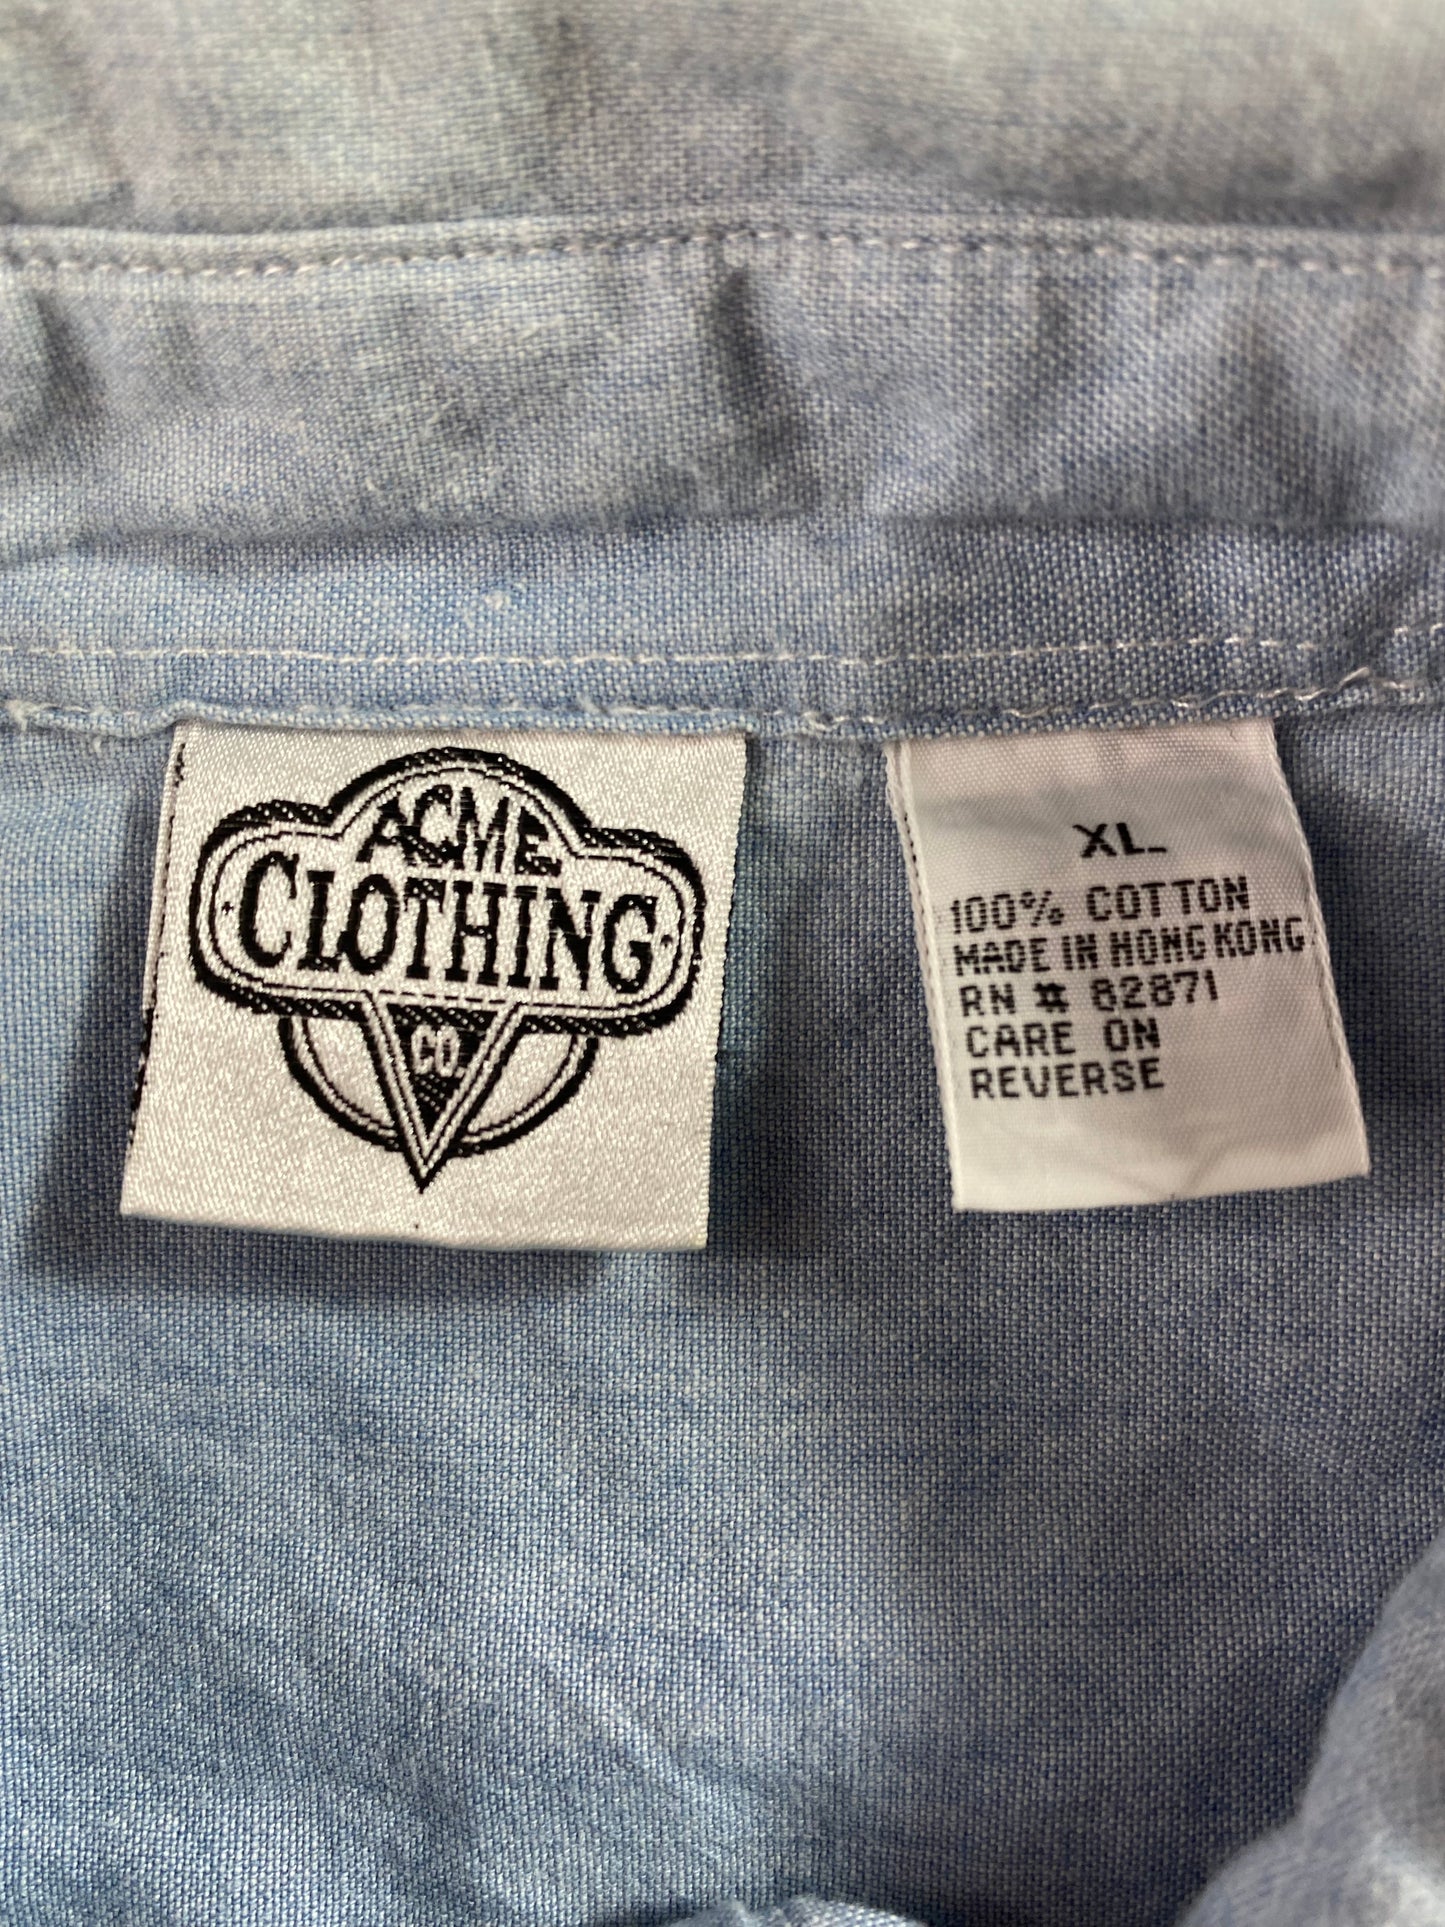 ACME
CLOTHING
CO.
XL
100% COTTON
MADE IN HONG KONG
RN # 82871
CARE ON
REVERSE